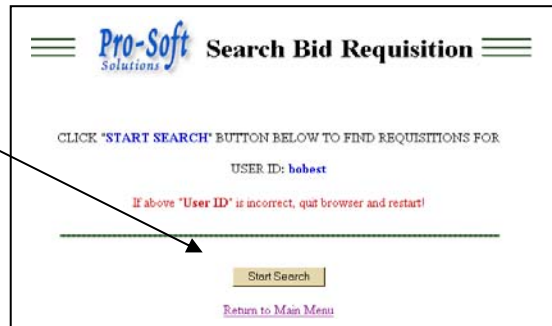 Pro-Soft Search Bid Requisition
Solutions
CLICK "START SEARCH" BUTTON BELOW TO FIND REQUISITIONS FOR
USER ID: bobest
If above "User ID" is incorrect, quit browser and restart!
Start Search
Return to Main Menu